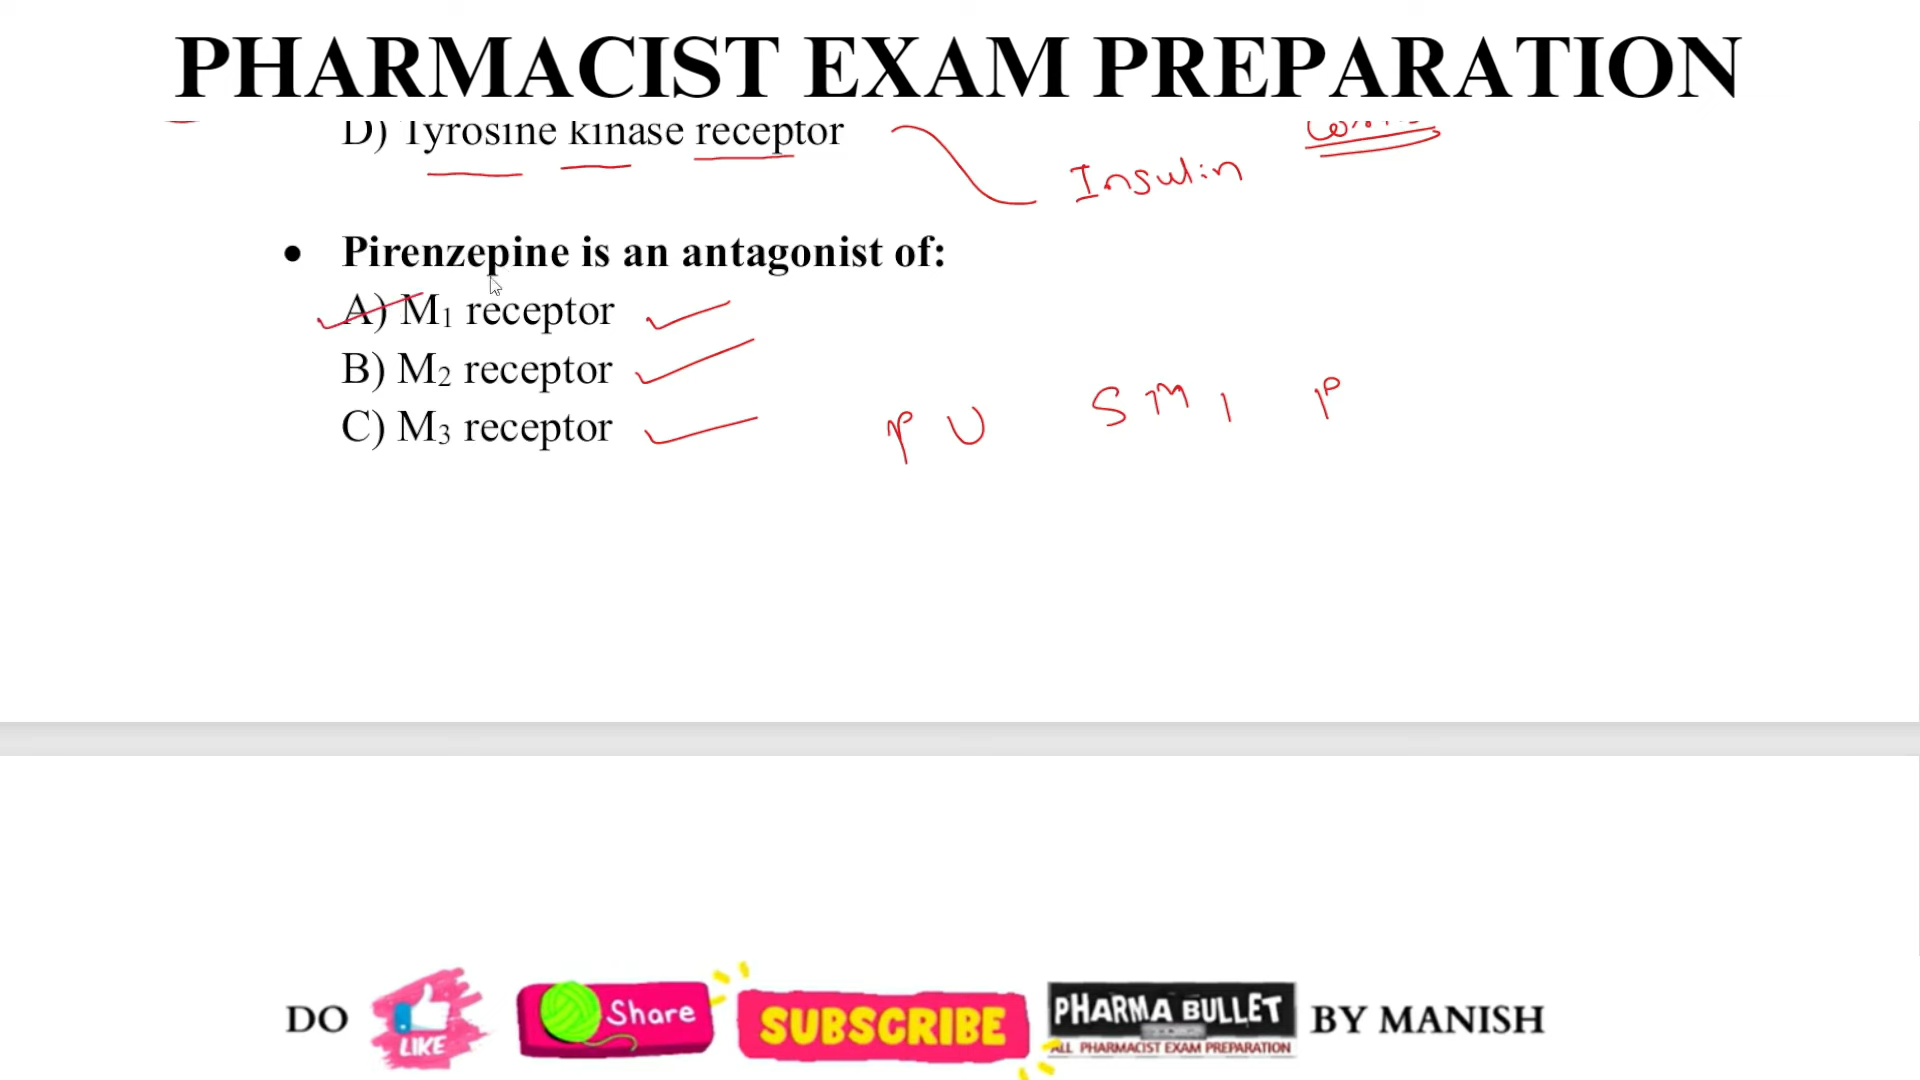 PHARMACIST EXAM PREPARATION
D) Tyrosine kinase receptor
Insulin
• Pirenzepine is an antagonist of:
A) M₁ receptor
B) M₂ receptor
C) M₃ receptor
P U S M 1 P
DO LIKE Share SUBSCRIBE PHARMA BULLET BY MANISH
ALL PHARMACIST EXAM PREPARATION